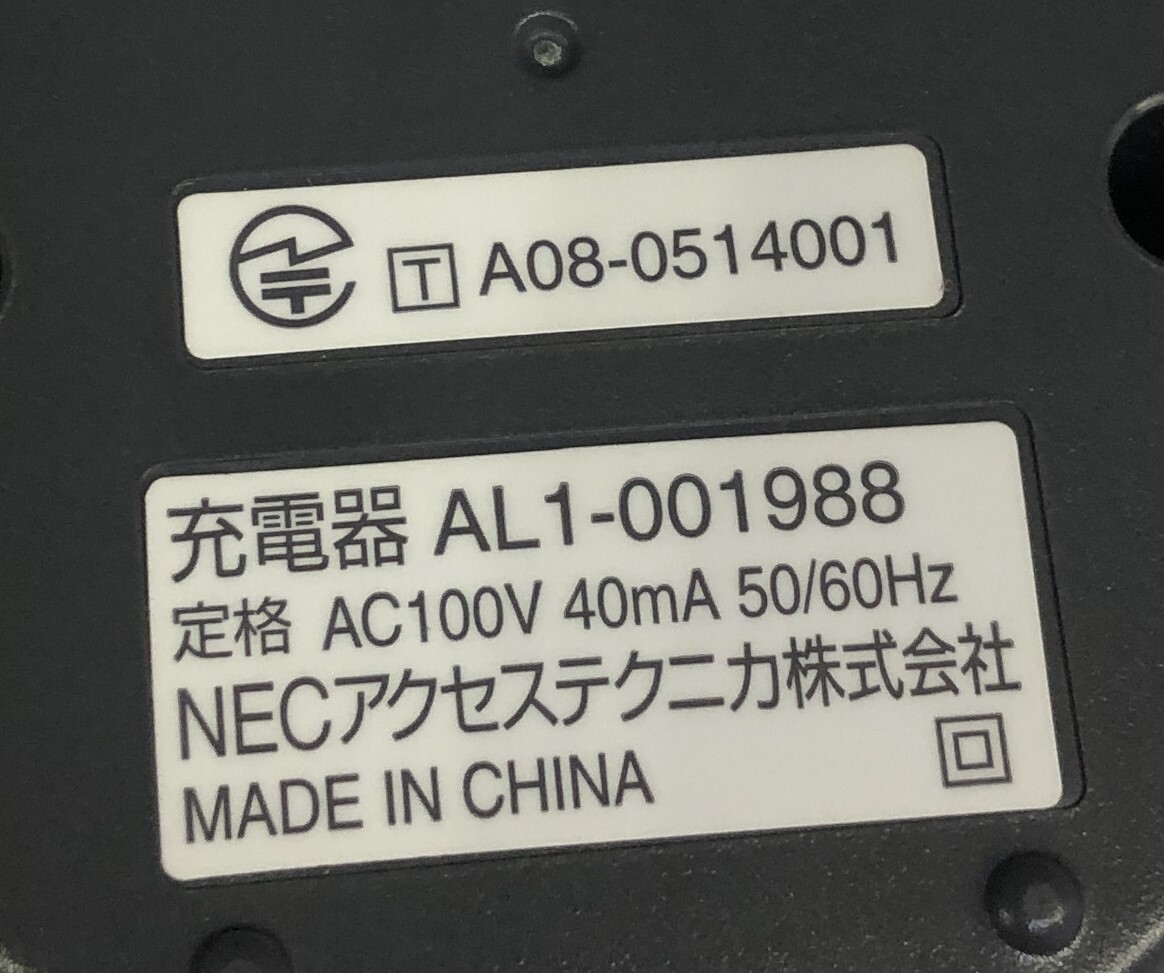 T A08-0514001
充電器 AL1-001988
定格 AC100V 40mA 50/60Hz
NECアクセステクニカ株式会社
MADE IN CHINA